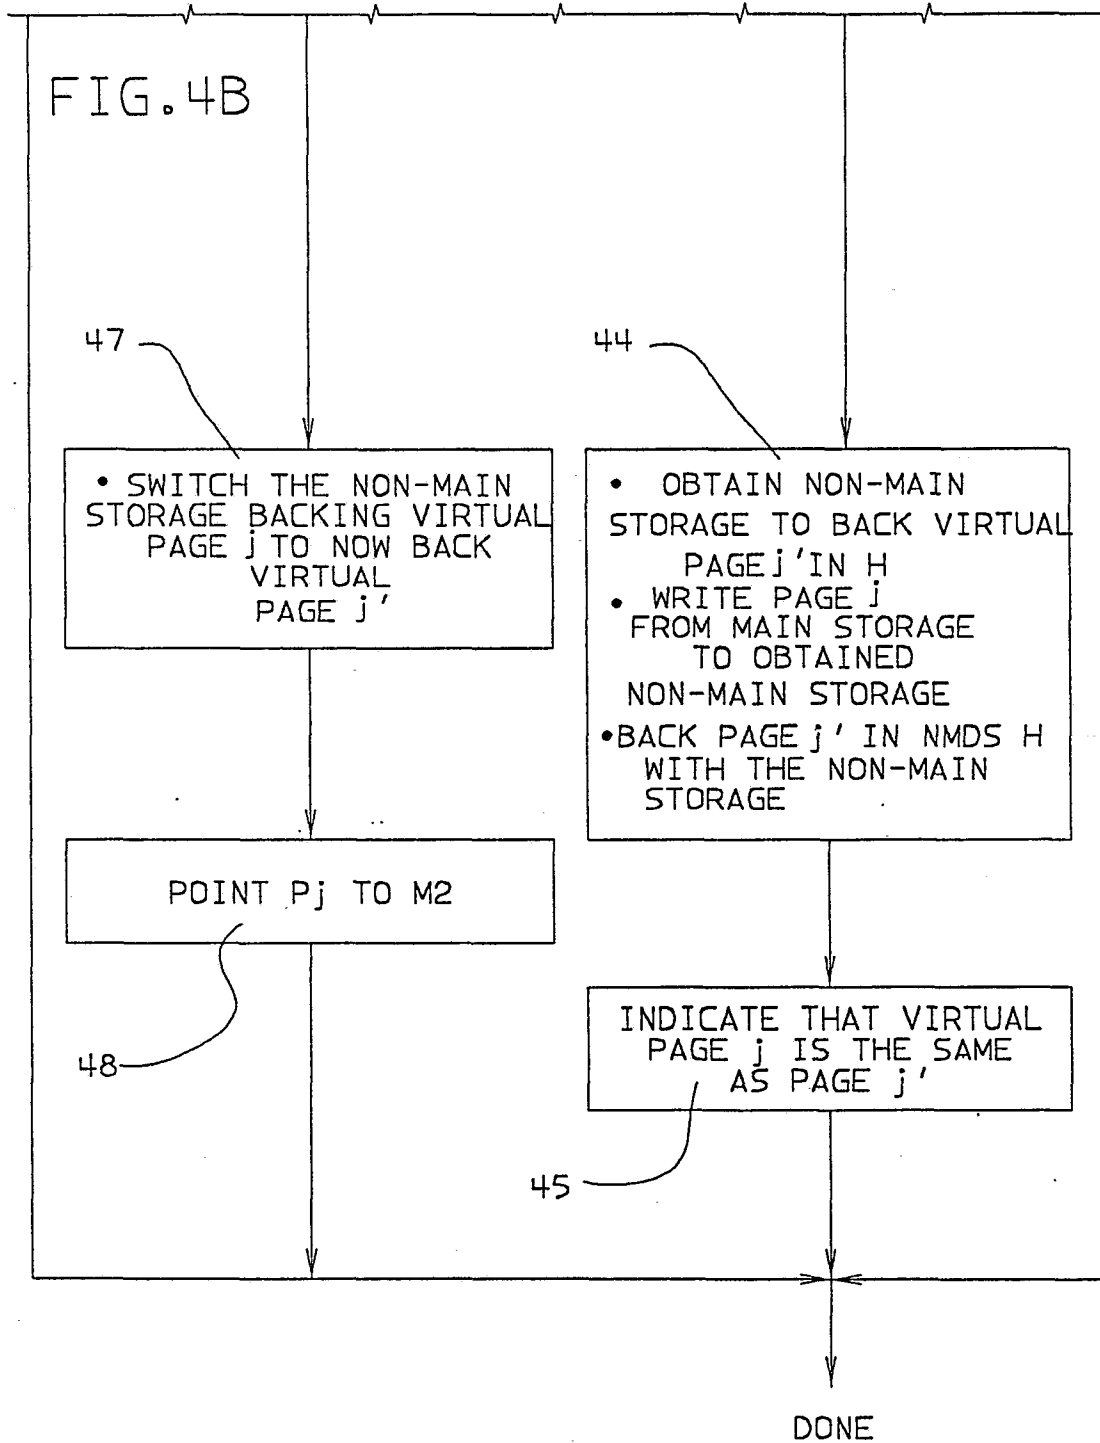 FIG.4B
47
• SWITCH THE NON-MAIN
STORAGE BACKING VIRTUAL
PAGE j TO NOW BACK
VIRTUAL
PAGE j'
POINT Pj TO M2
48
44
• OBTAIN NON-MAIN
STORAGE TO BACK VIRTUAL
PAGE j' IN H
• WRITE PAGE j
FROM MAIN STORAGE
TO OBTAINED
NON-MAIN STORAGE
• BACK PAGE j' IN NMDS H
WITH THE NON-MAIN
STORAGE
INDICATE THAT VIRTUAL
PAGE j IS THE SAME
AS PAGE j'
45
DONE